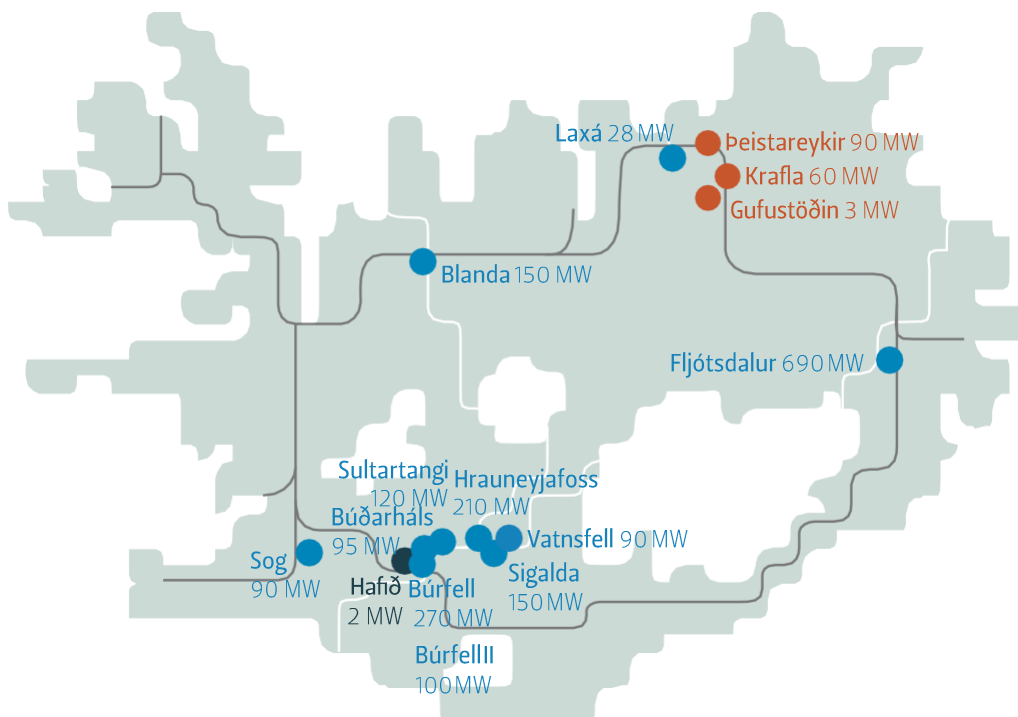 Laxá 28 MW
Þeistareykir 90 MW
Krafla 60 MW
Gufustöðin 3 MW
Blanda 150 MW
Fljótsdalur 690 MW
Sultartangi
120 MW
Hrauneyjafoss
210 MW
Búðarháls
95 MW
Vatnsfell 90 MW
Sog
90 MW
Hafið
2 MW
Búrfell
270 MW
Sigalda
150 MW
Búrfell II
100 MW